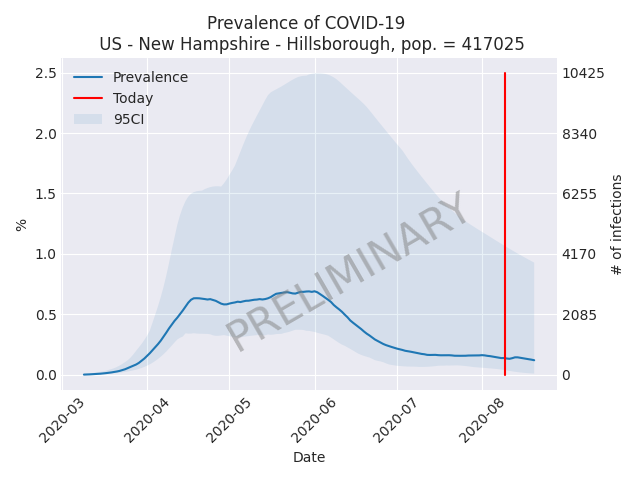 Prevalence of COVID-19
US - New Hampshire - Hillsborough, pop. = 417025
Prevalence
Today
95CI
2.5
2.0
1.5
1.0
0.5
0.0
%
10425
8340
6255
4170
2085
0
# of infections
PRELIMINARY
2020-03
2020-04
2020-05
2020-06
2020-07
2020-08
Date